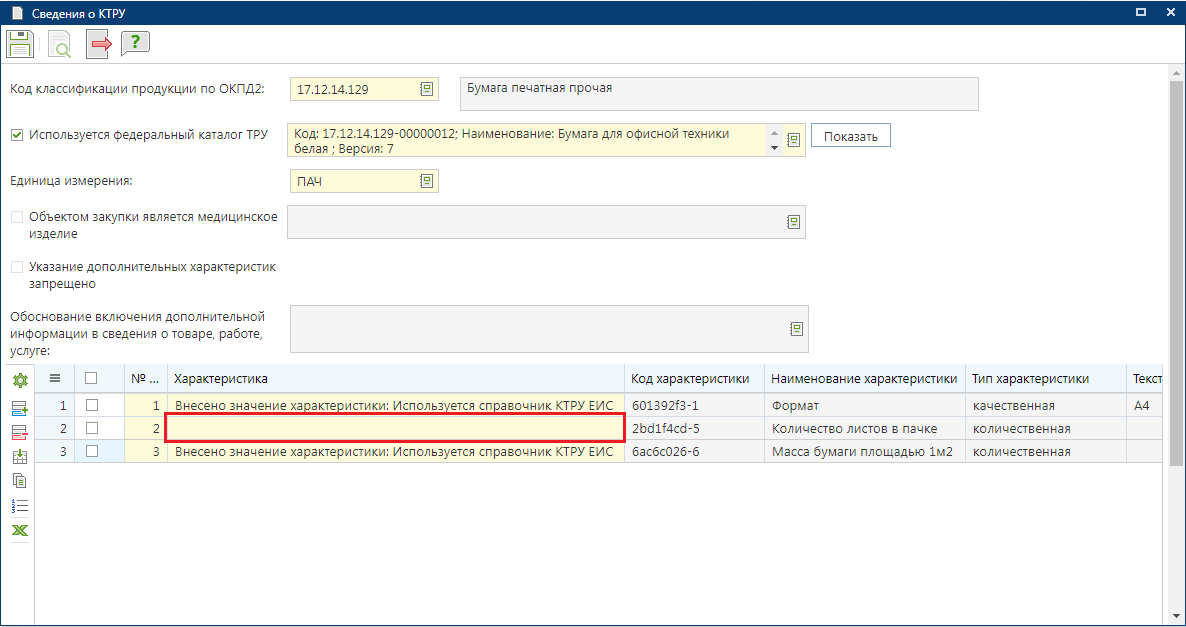 Сведения о КТРУ
?
Код классификации продукции по ОКПД2:
17.12.14.129
Бумага печатная прочая
Используется федеральный каталог ТРУ
Код: 17.12.14.129-00000012; Наименование: Бумага для офисной техники
белая ; Версия: 7
Показать
Единица измерения:
ПАЧ
Объектом закупки является медицинское
изделие
Указание дополнительных характеристик
запрещено
Обоснование включения дополнительной
информации в сведения о товаре, работе,
услуге:
№ ... Характеристика Код характеристики Наименование характеристики Тип характеристики Текст
1 1 Внесено значение характеристики: Используется справочник КТРУ ЕИС 601392f3-1 Формат качественная A4
2 2 2bd1f4cd-5 Количество листов в пачке количественная
3 3 Внесено значение характеристики: Используется справочник КТРУ ЕИС 6ac6c026-6 Масса бумаги площадью 1м2 количественная